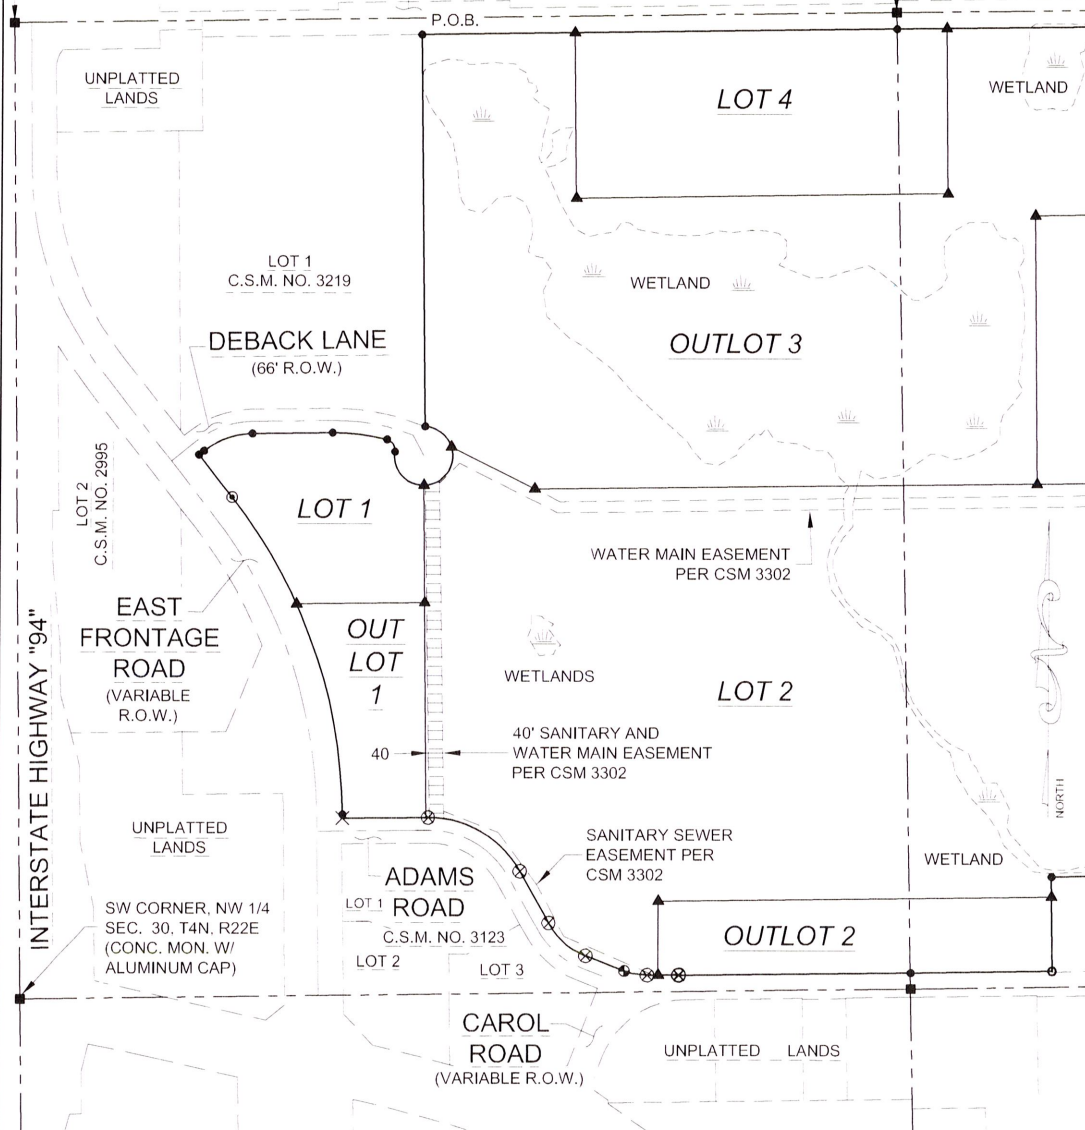 P.O.B.
UNPLATTED
LANDS
LOT 4
WETLAND
LOT 1
C.S.M. NO. 3219
WETLAND
DEBACK LANE
(66' R.O.W.)
OUTLOT 3
LOT 2
C.S.M. NO. 2995
LOT 1
WATER MAIN EASEMENT
PER CSM 3302
EAST
FRONTAGE
ROAD
(VARIABLE
R.O.W.)
OUT
LOT
1
WETLANDS
LOT 2
INTERSTATE HIGHWAY "94"
40
40' SANITARY AND
WATER MAIN EASEMENT
PER CSM 3302
NORTH
UNPLATTED
LANDS
SANITARY SEWER
EASEMENT PER
CSM 3302
WETLAND
ADAMS
ROAD
LOT 1
C.S.M. NO. 3123
LOT 2
LOT 3
SW CORNER, NW 1/4
SEC. 30, T4N, R22E
(CONC. MON. W/
ALUMINUM CAP)
OUTLOT 2
CAROL
ROAD
(VARIABLE R.O.W.)
UNPLATTED LANDS